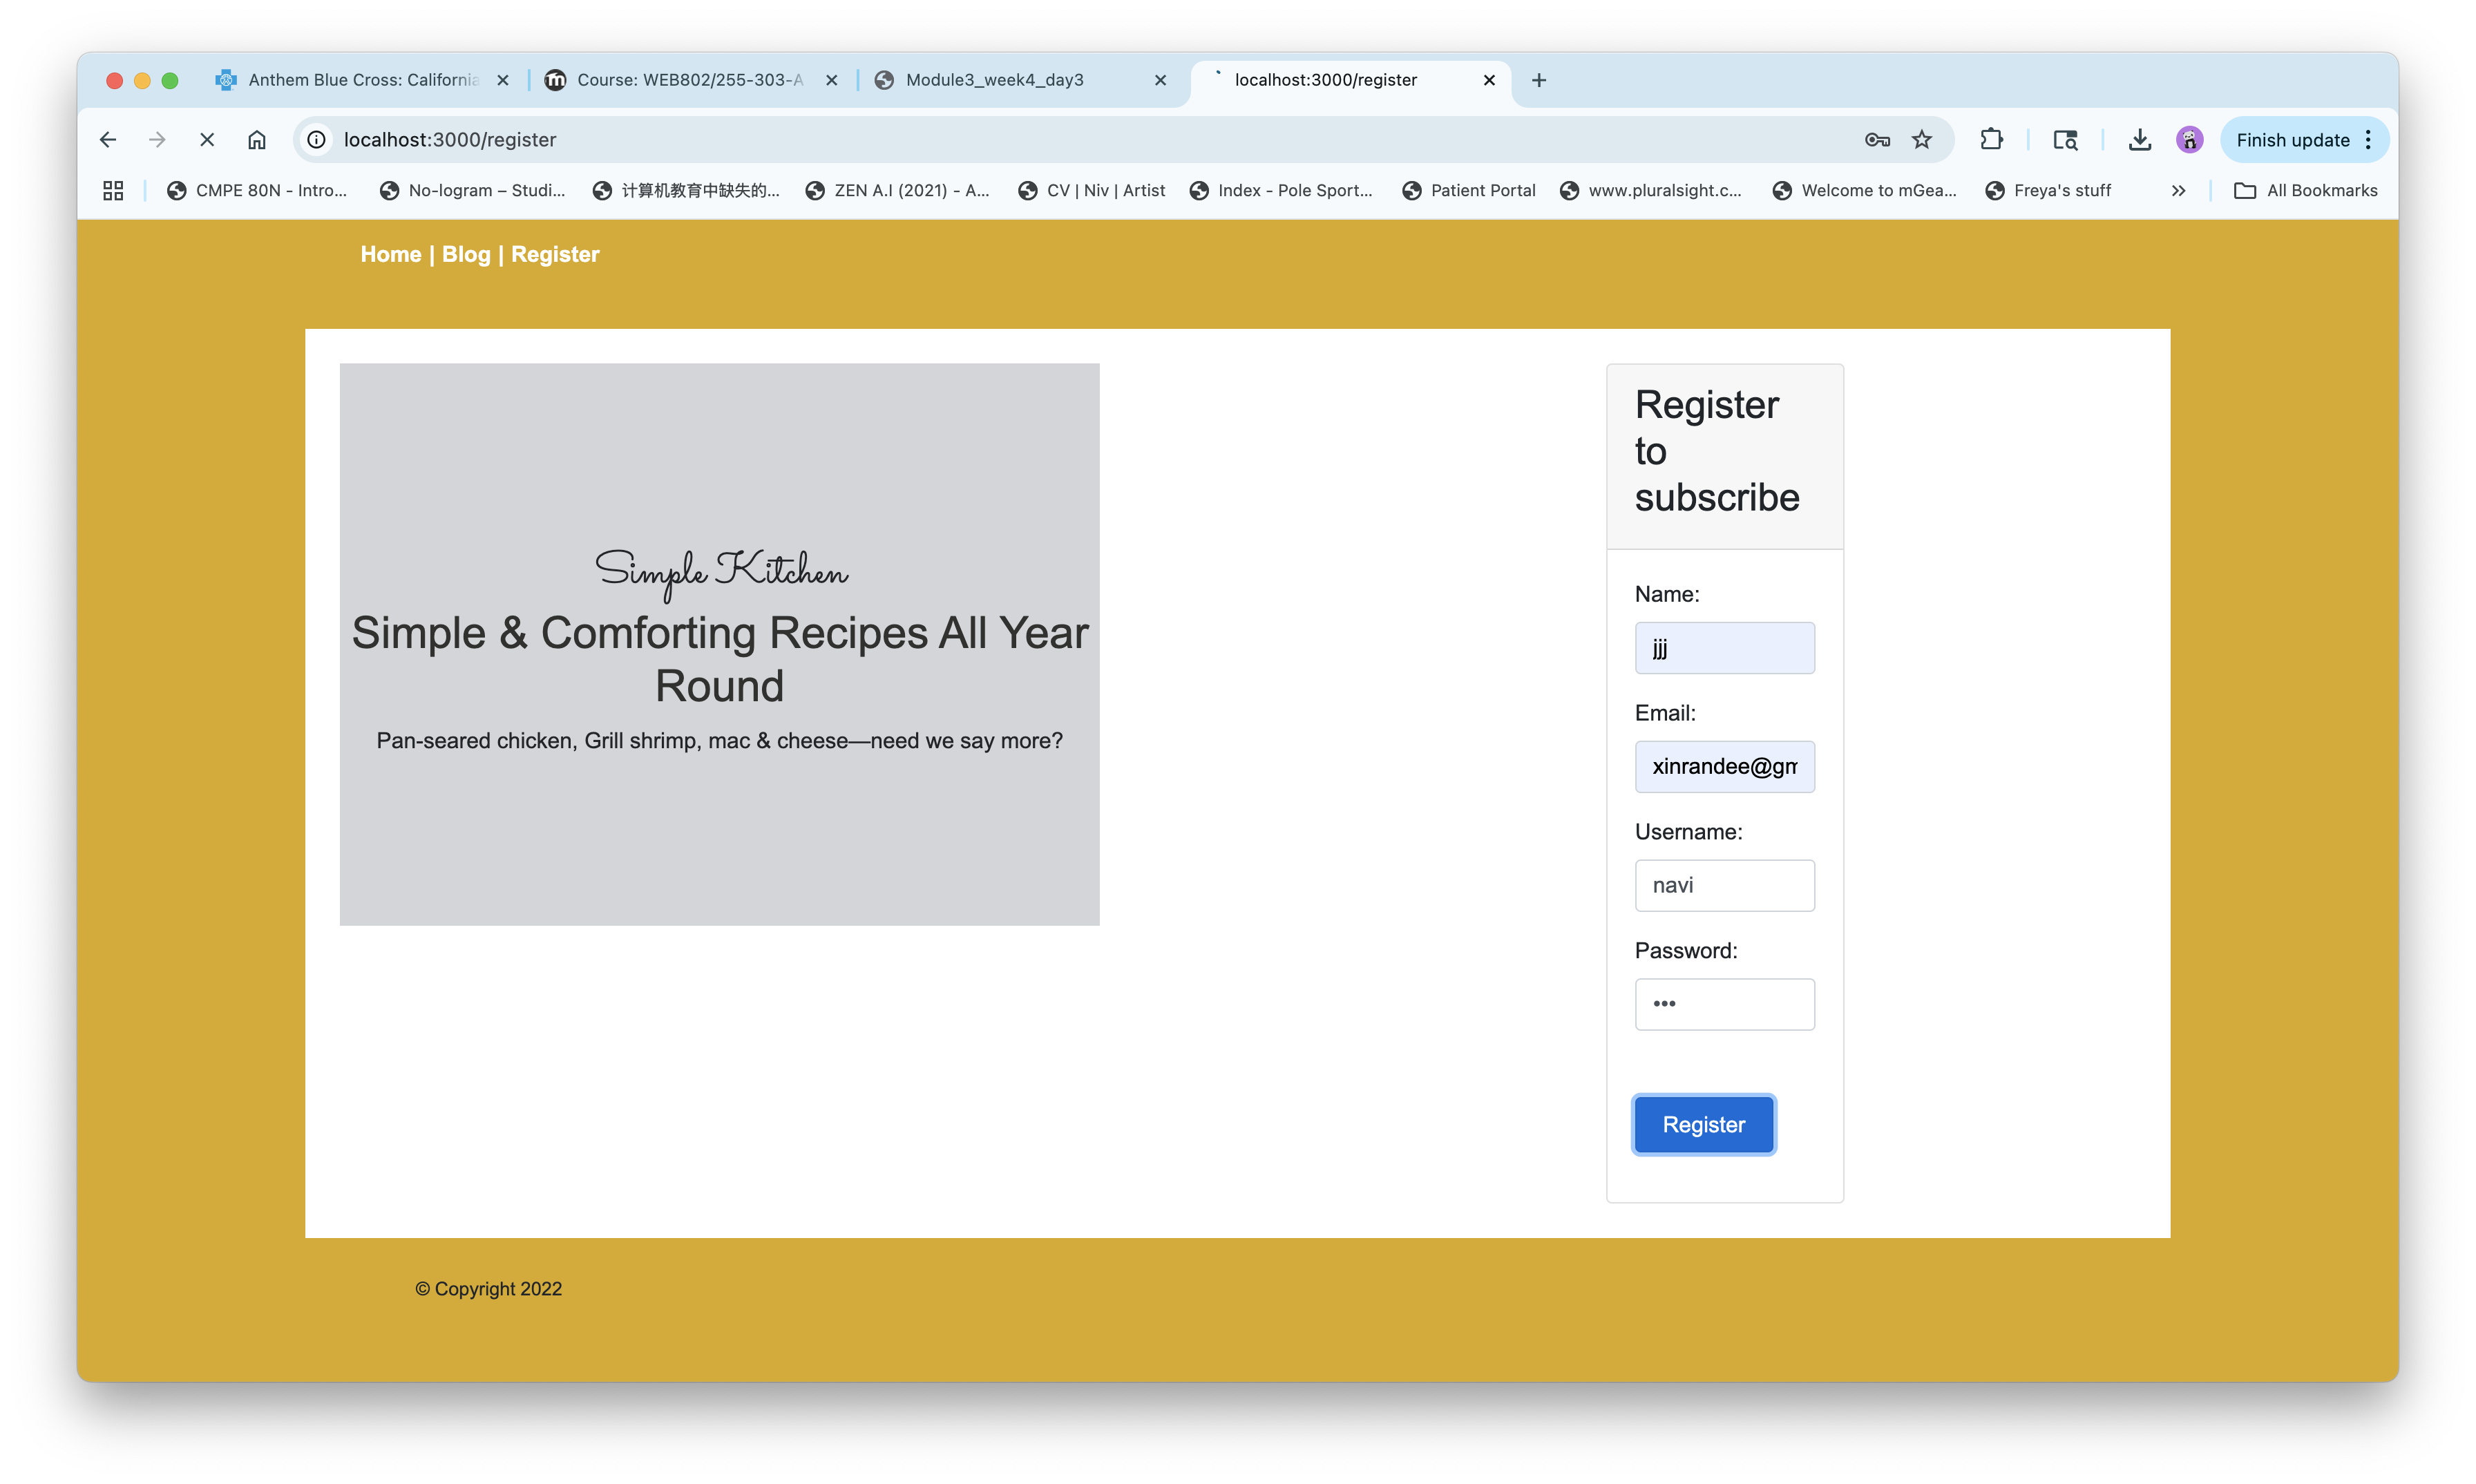 Anthem Blue Cross: California
Course: WEB802/255-303-A
Module3_week4_day3
localhost:3000/register
localhost:3000/register
Finish update
CMPE 80N - Intro...
No-logram – Studi...
计算机教育中缺失的...
ZEN A.I (2021) - A...
CV | Niv | Artist
Index - Pole Sport...
Patient Portal
www.pluralsight.c...
Welcome to mGea...
Freya's stuff
All Bookmarks
Home | Blog | Register
Simple Kitchen
Simple & Comforting Recipes All Year
Round
Pan-seared chicken, Grill shrimp, mac & cheese—need we say more?
Register
to
subscribe
Name:
jjj
Email:
xinrandee@gm
Username:
navi
Password:
•••
Register
© Copyright 2022